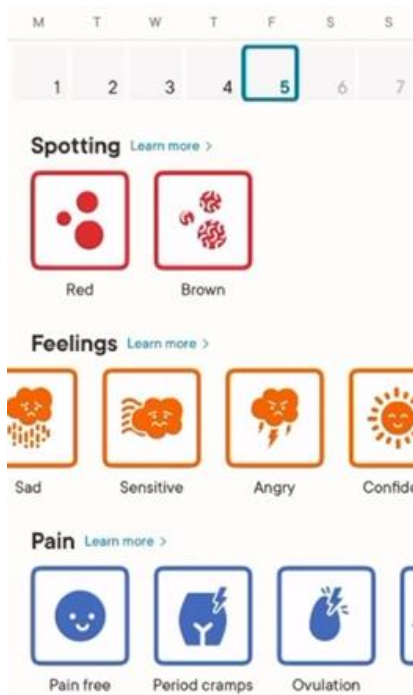 M T W T F S S
1 2 3 4 5 6 7
Spotting Learn more >
Red Brown
Feelings Learn more >
Sad Sensitive Angry Confide
Pain Learn more >
Pain free Period cramps Ovulation